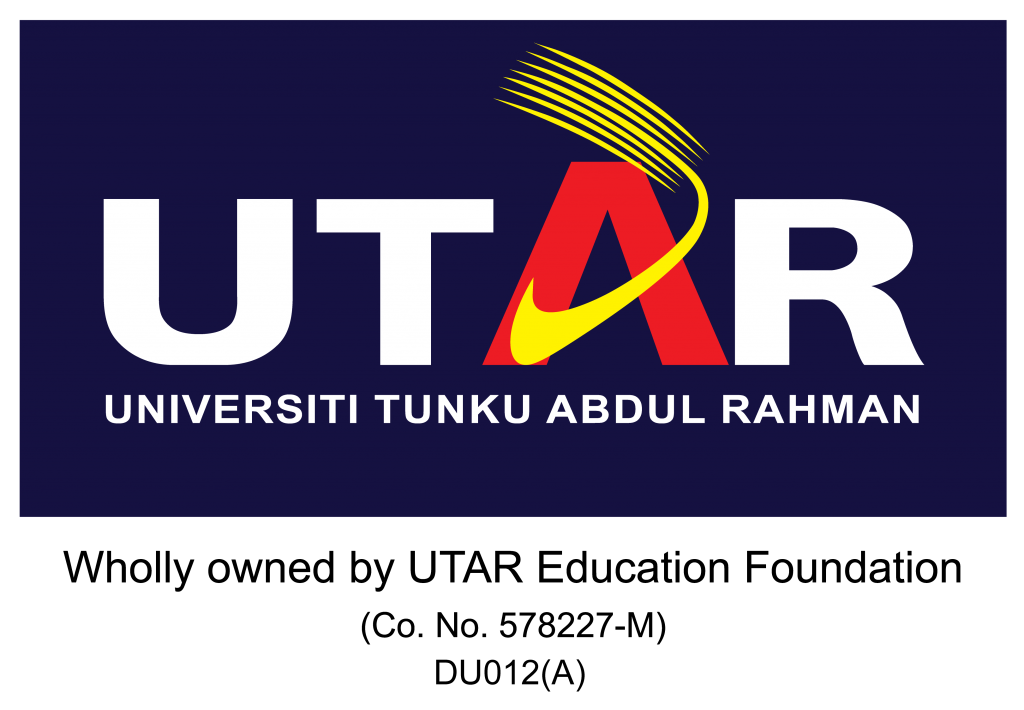 UTAR
UNIVERSITI TUNKU ABDUL RAHMAN
Wholly owned by UTAR Education Foundation
(Co. No. 578227-M)
DU012(A)